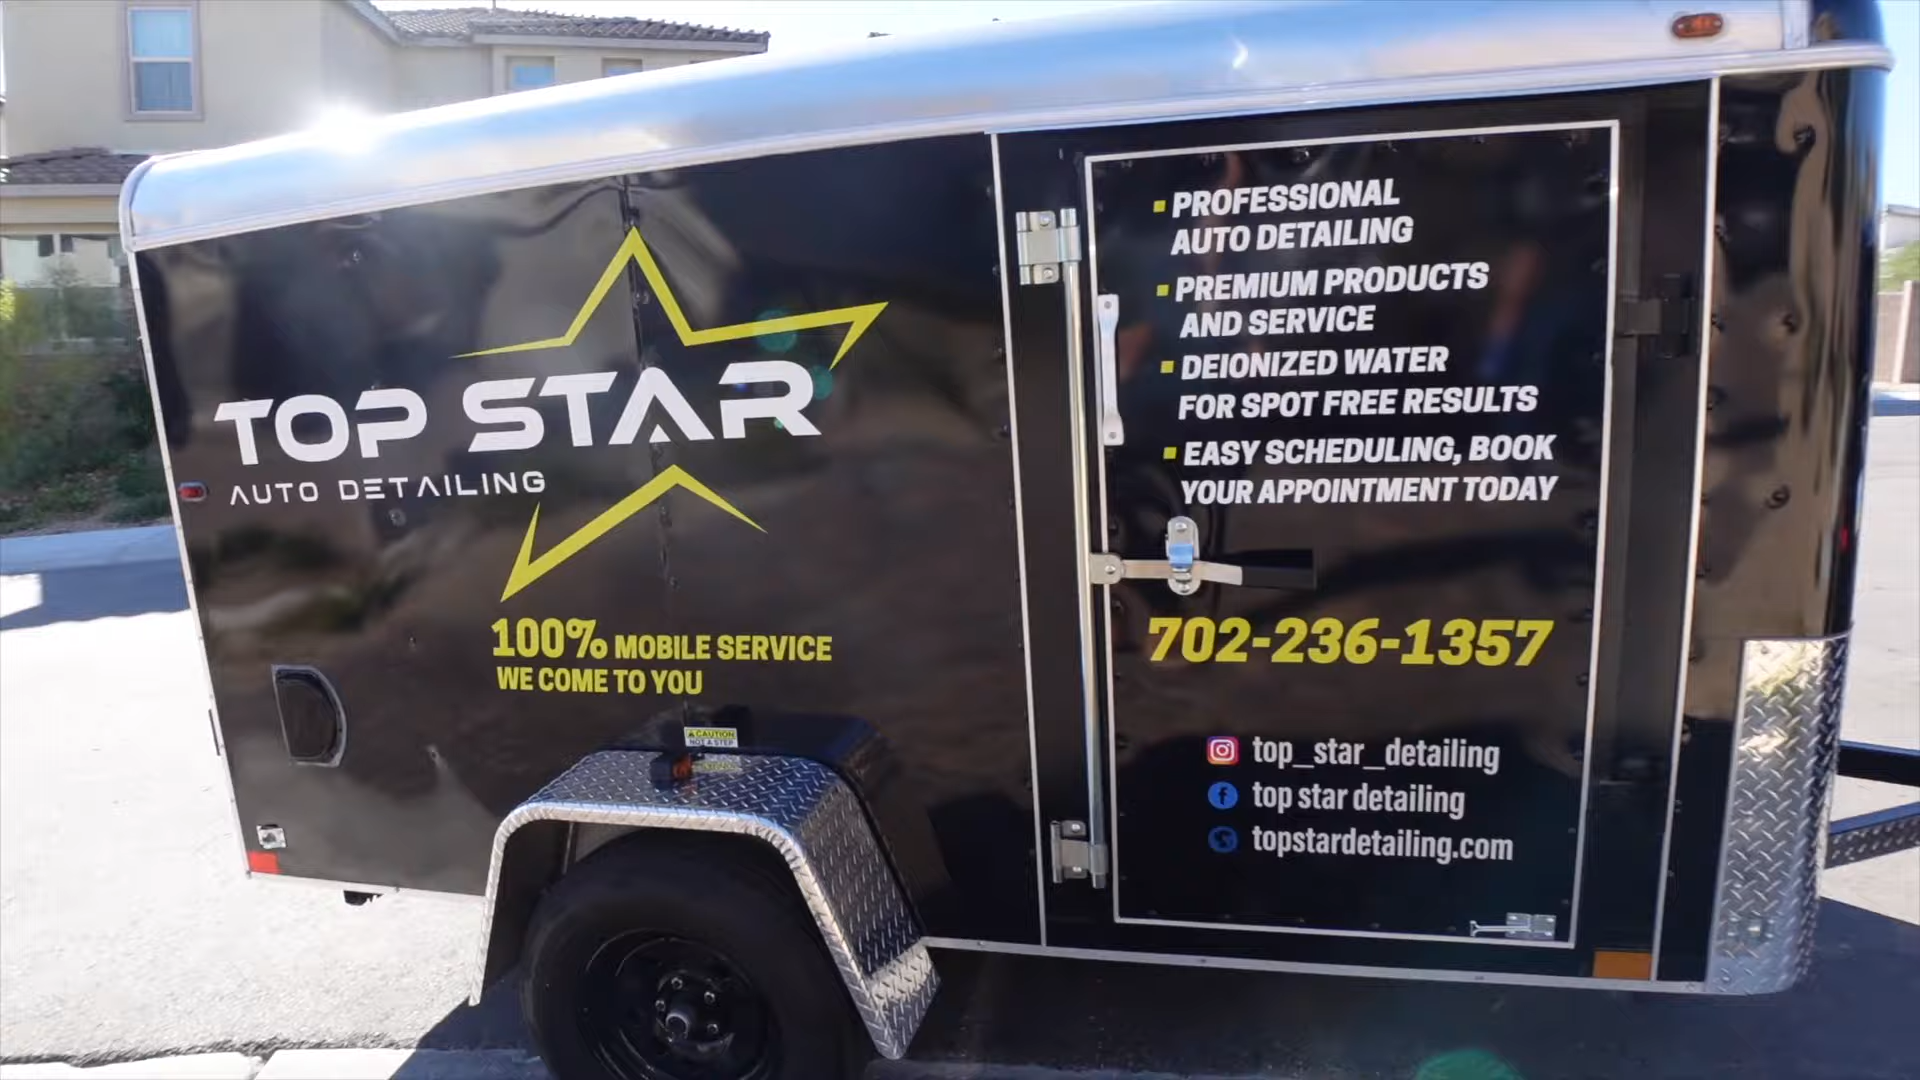 TOP STAR
AUTO DETAILING
100% MOBILE SERVICE
WE COME TO YOU
CAUTION
NOT A STEP
PROFESSIONAL
AUTO DETAILING
PREMIUM PRODUCTS
AND SERVICE
DEIONIZED WATER
FOR SPOT FREE RESULTS
EASY SCHEDULING, BOOK
YOUR APPOINTMENT TODAY
702-236-1357
top_star_detailing
top star detailing
topstardetailing.com